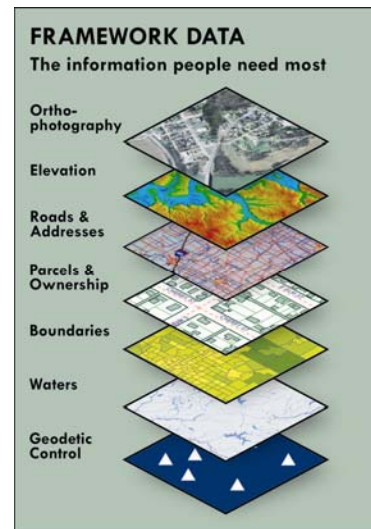 FRAMEWORK DATA
The information people need most
Ortho-
photography
Elevation
Roads &
Addresses
Parcels &
Ownership
Boundaries
Waters
Geodetic
Control